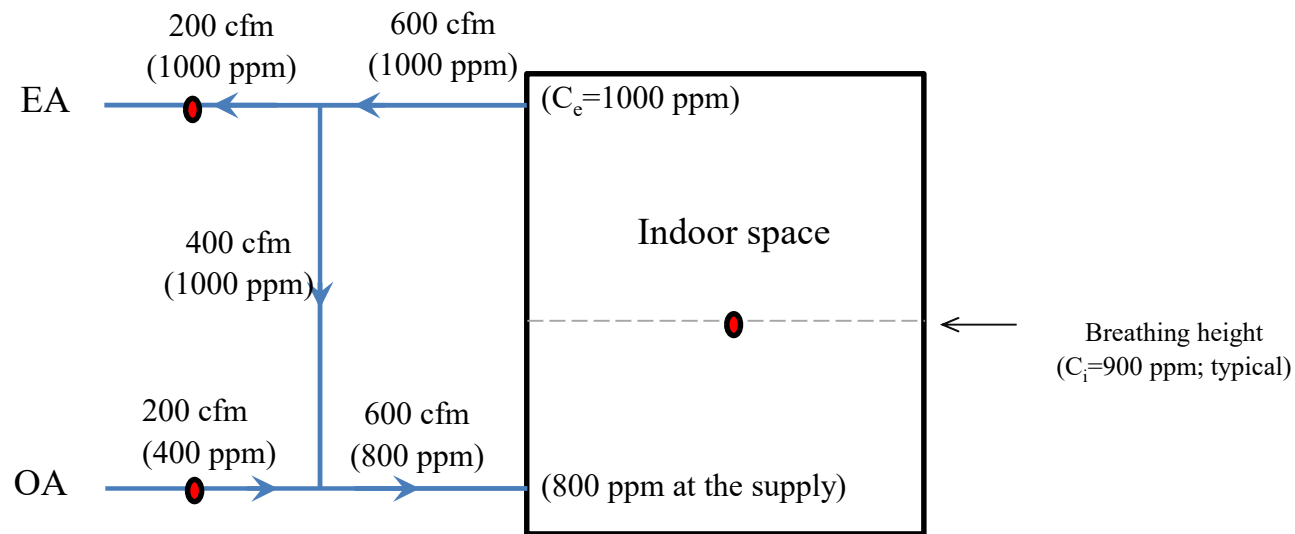 200 cfm
(1000 ppm)
600 cfm
(1000 ppm)
EA
(Ce=1000 ppm)
Indoor space
400 cfm
(1000 ppm)
Breathing height
(Ci=900 ppm; typical)
200 cfm
(400 ppm)
600 cfm
(800 ppm)
OA
(800 ppm at the supply)